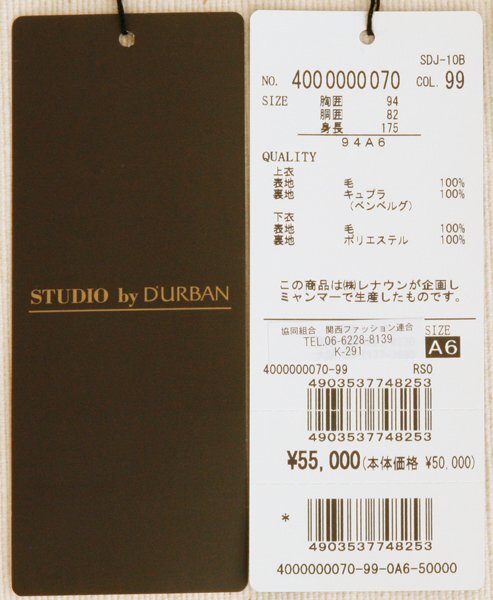 STUDIO by D'URBAN
SDJ-10B
NO. 4000000070 COL. 99
SIZE 胸囲 94
胴囲 82
身長 175
94A6
QUALITY
上衣
表地 毛 100%
裏地 キュプラ 100%
(ベンベルグ)
下衣
表地 毛 100%
裏地 ポリエステル 100%
この商品は㈱レナウンが企画し
ミャンマーで生産したものです。
協同組合 関西ファッション連合
TEL.06-6228-8139
K-291
SIZE
A6
4000000070-99 RS0
4903537748253
4903537748253
¥55,000(本体価格 ¥50,000)
*
4903537748253
4000000070-99-0A6-50000